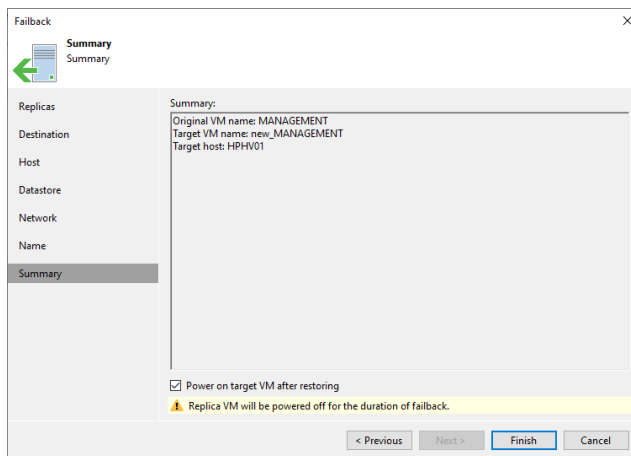 Failback
Summary
Summary
Replicas
Destination
Host
Datastore
Network
Name
Summary
Summary:
Original VM name: MANAGEMENT
Target VM name: new_MANAGEMENT
Target host: HPHV01
Power on target VM after restoring
Replica VM will be powered off for the duration of failback.
< Previous
Next >
Finish
Cancel